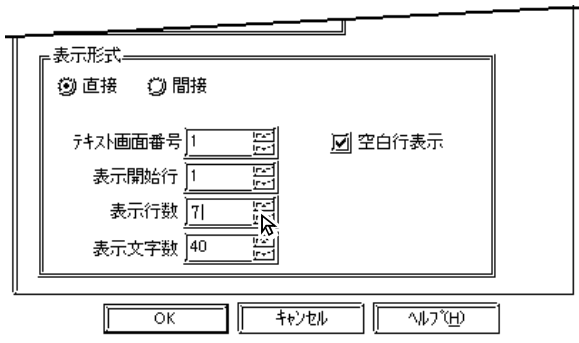 表示形式
直接 間接
テキスト画面番号 1 空白行表示
表示開始行 1
表示行数 7
表示文字数 40
OK キャンセル ヘルプ(H)